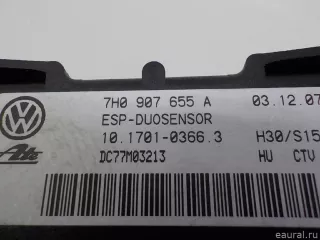 7H0 907 655 A 03.12.07
ESP-DUOSENSOR
10.1701-0366.3 H30/S15
DC77M03213 HU CTV
Ate
eaural.ru